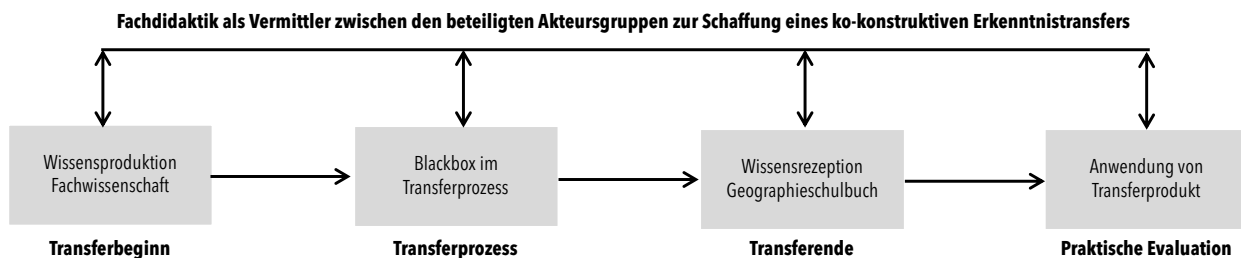 Fachdidaktik als Vermittler zwischen den beteiligten Akteursgruppen zur Schaffung eines ko-konstruktiven Erkenntnistransfers
Wissensproduktion
Fachwissenschaft
Blackbox im
Transferprozess
Wissensrezeption
Geographieschulbuch
Anwendung von
Transferprodukt
Transferbeginn
Transferprozess
Transferende
Praktische Evaluation